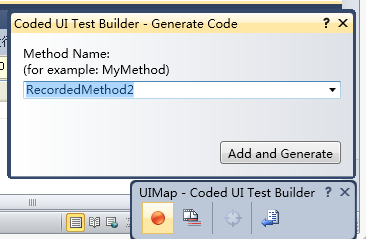 Coded UI Test Builder - Generate Code ? ×
Method Name:
(for example: MyMethod)
RecordedMethod2
Add and Generate
UIMap - Coded UI Test Builder ? ×